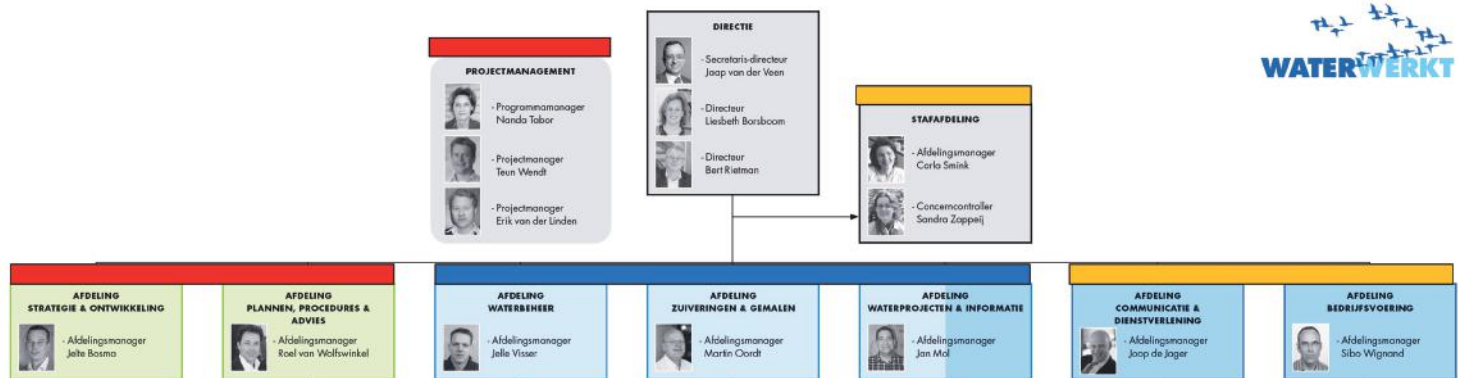 DIRECTIE
- Secretaris-directeur
Jaap van der Veen
- Directeur
Liesbeth Borsboom
- Directeur
Bert Rietman
WATERWERKT
PROJECTMANAGEMENT
- Programmamanager
Nanda Tabor
- Projectmanager
Teun Wendt
- Projectmanager
Erik van der Linden
STAFAFDELING
- Afdelingsmanager
Carla Smink
- Concerncontroller
Sandra Zappeij
AFDELING
STRATEGIE & ONTWIKKELING
- Afdelingsmanager
Jelte Bosma
AFDELING
PLANNEN, PROCEDURES &
ADVIES
- Afdelingsmanager
Roel van Wolfswinkel
AFDELING
WATERBEHEER
- Afdelingsmanager
Jelle Visser
AFDELING
ZUIVERINGEN & GEMALEN
- Afdelingsmanager
Martin Oordt
AFDELING
WATERPROJECTEN & INFORMATIE
- Afdelingsmanager
Jan Mol
AFDELING
COMMUNICATIE &
DIENSTVERLENING
- Afdelingsmanager
Joop de Jager
AFDELING
BEDRIJFSVOERING
- Afdelingsmanager
Sibo Wignand